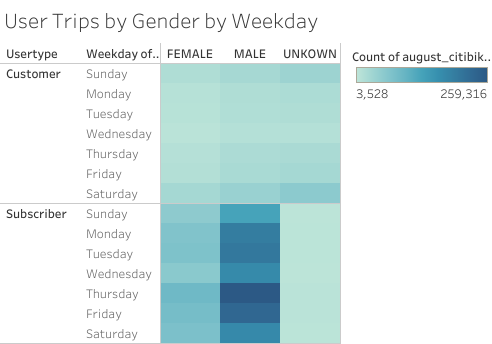 User Trips by Gender by Weekday
Usertype Weekday of.. FEMALE MALE UNKOWN
Customer Sunday
Monday
Tuesday
Wednesday
Thursday
Friday
Saturday
Subscriber Sunday
Monday
Tuesday
Wednesday
Thursday
Friday
Saturday
Count of august_citibik..
3,528 259,316